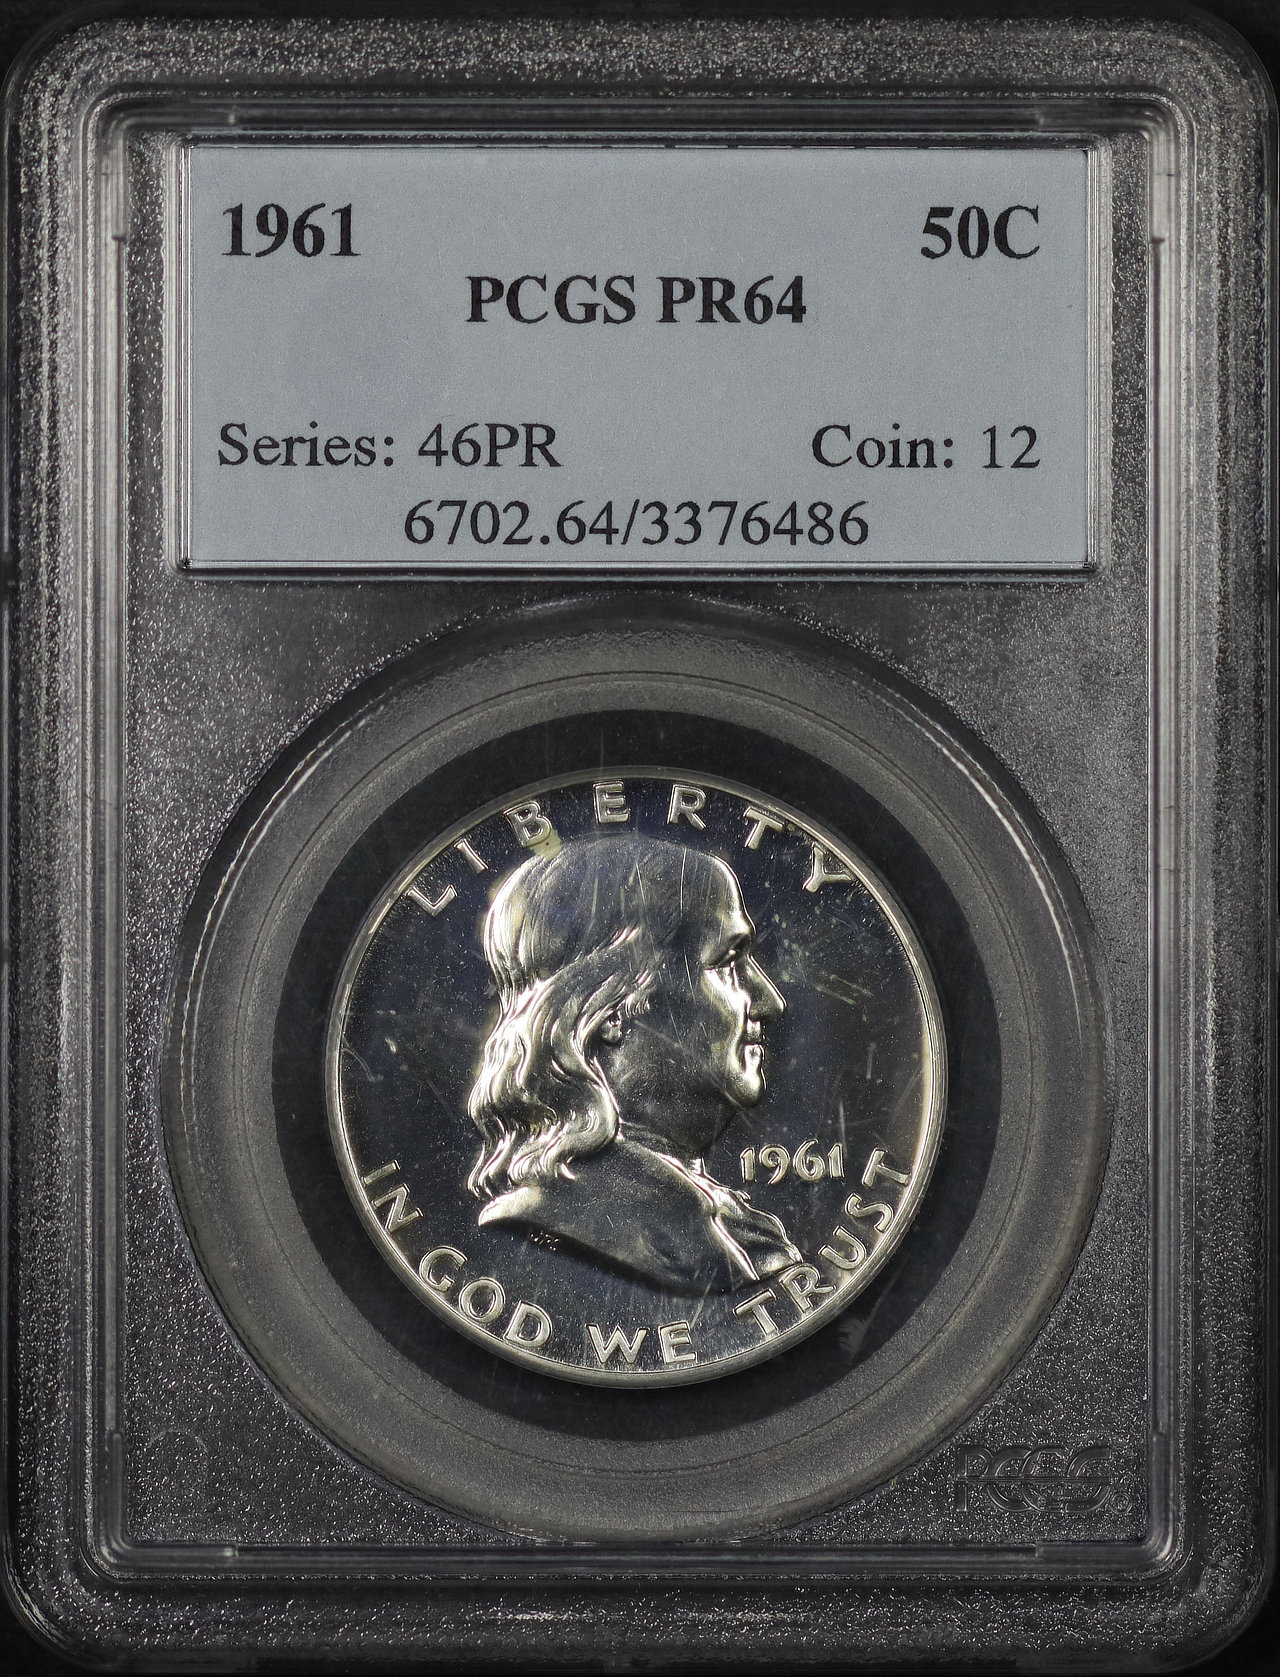 1961 50C
PCGS PR64
Series: 46PR Coin: 12
6702.64/3376486
LIBERTY
1961
IN GOD WE TRUST
PCGS